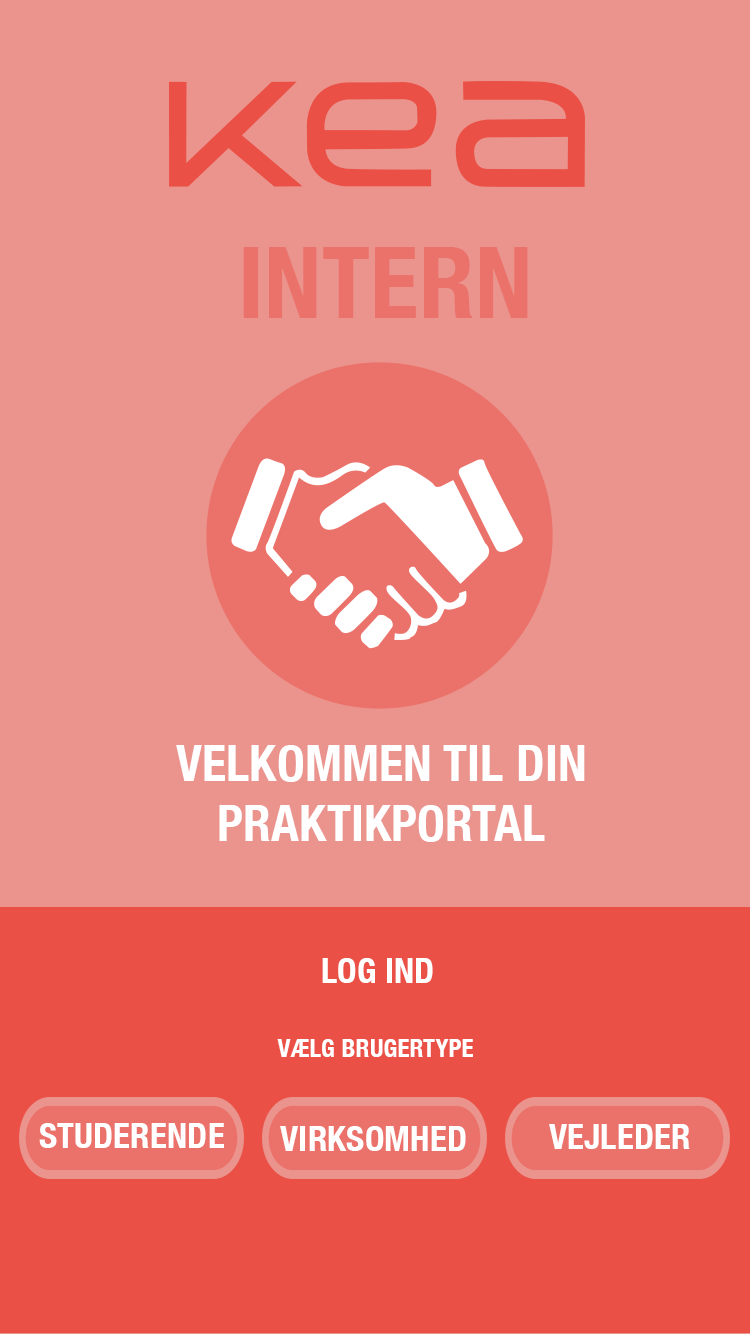 kea
INTERN
VELKOMMEN TIL DIN
PRAKTIKPORTAL
LOG IND
VÆLG BRUGERTYPE
STUDERENDE
VIRKSOMHED
VEJLEDER